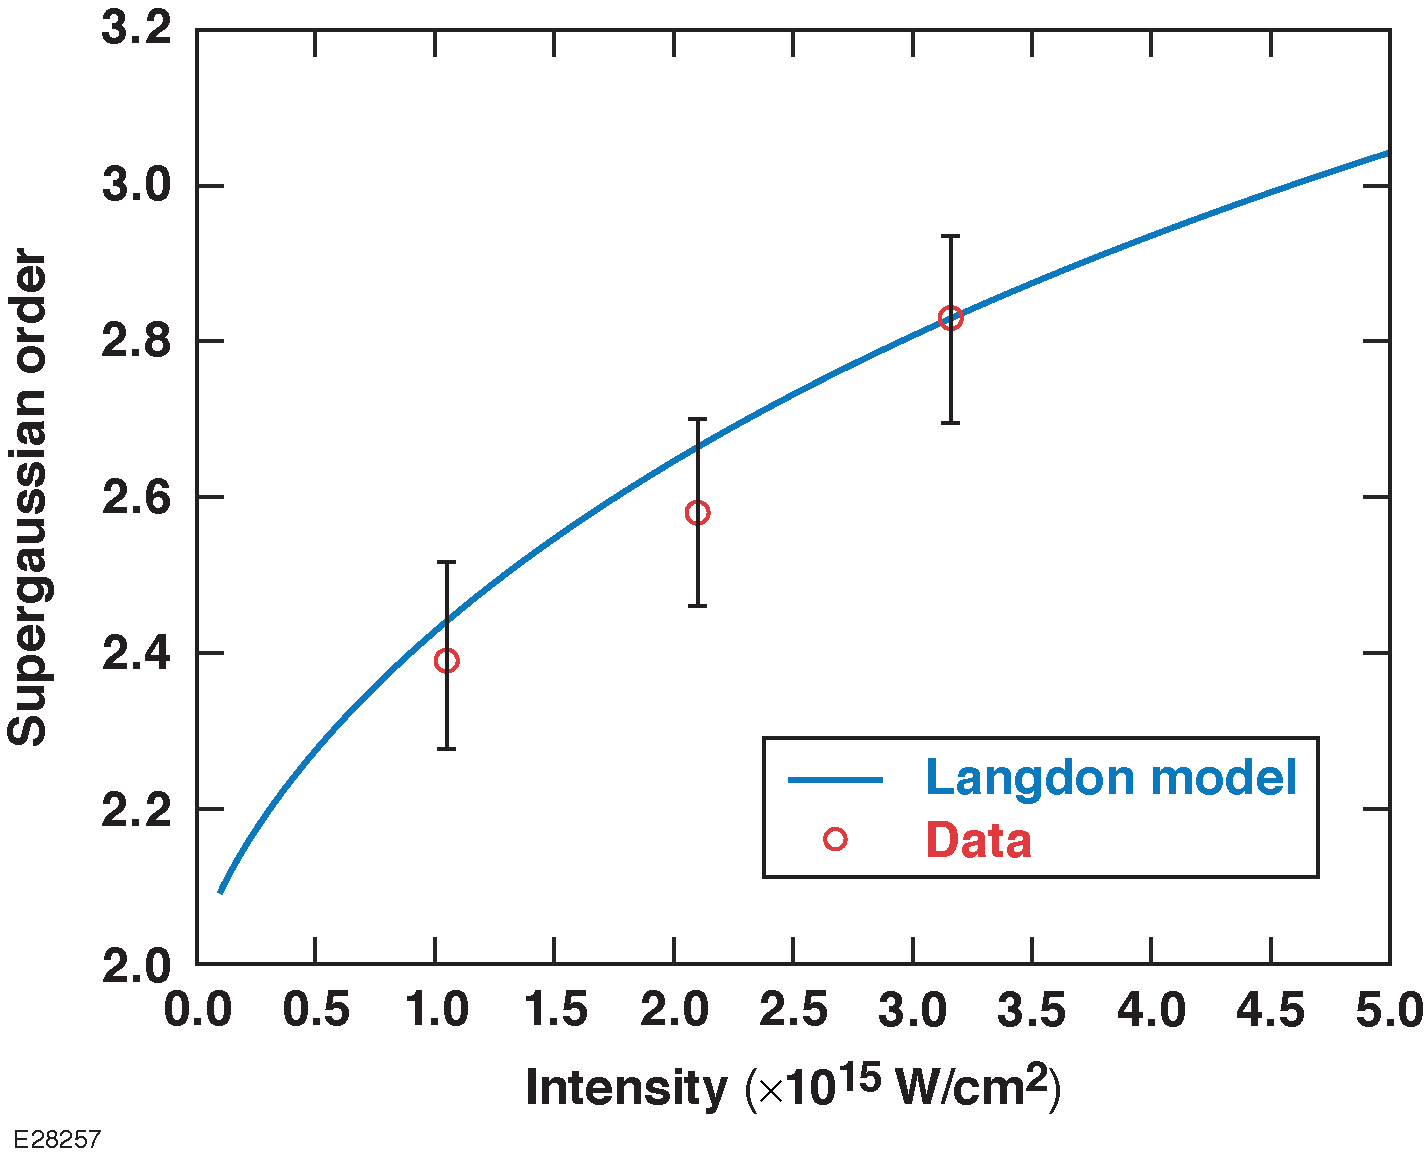 3.2
3.0
2.8
2.6
2.4
2.2
2.0
Supergaussian order
Langdon model
Data
0.0 0.5 1.0 1.5 2.0 2.5 3.0 3.5 4.0 4.5 5.0
Intensity (×10¹⁵ W/cm²)
E28257